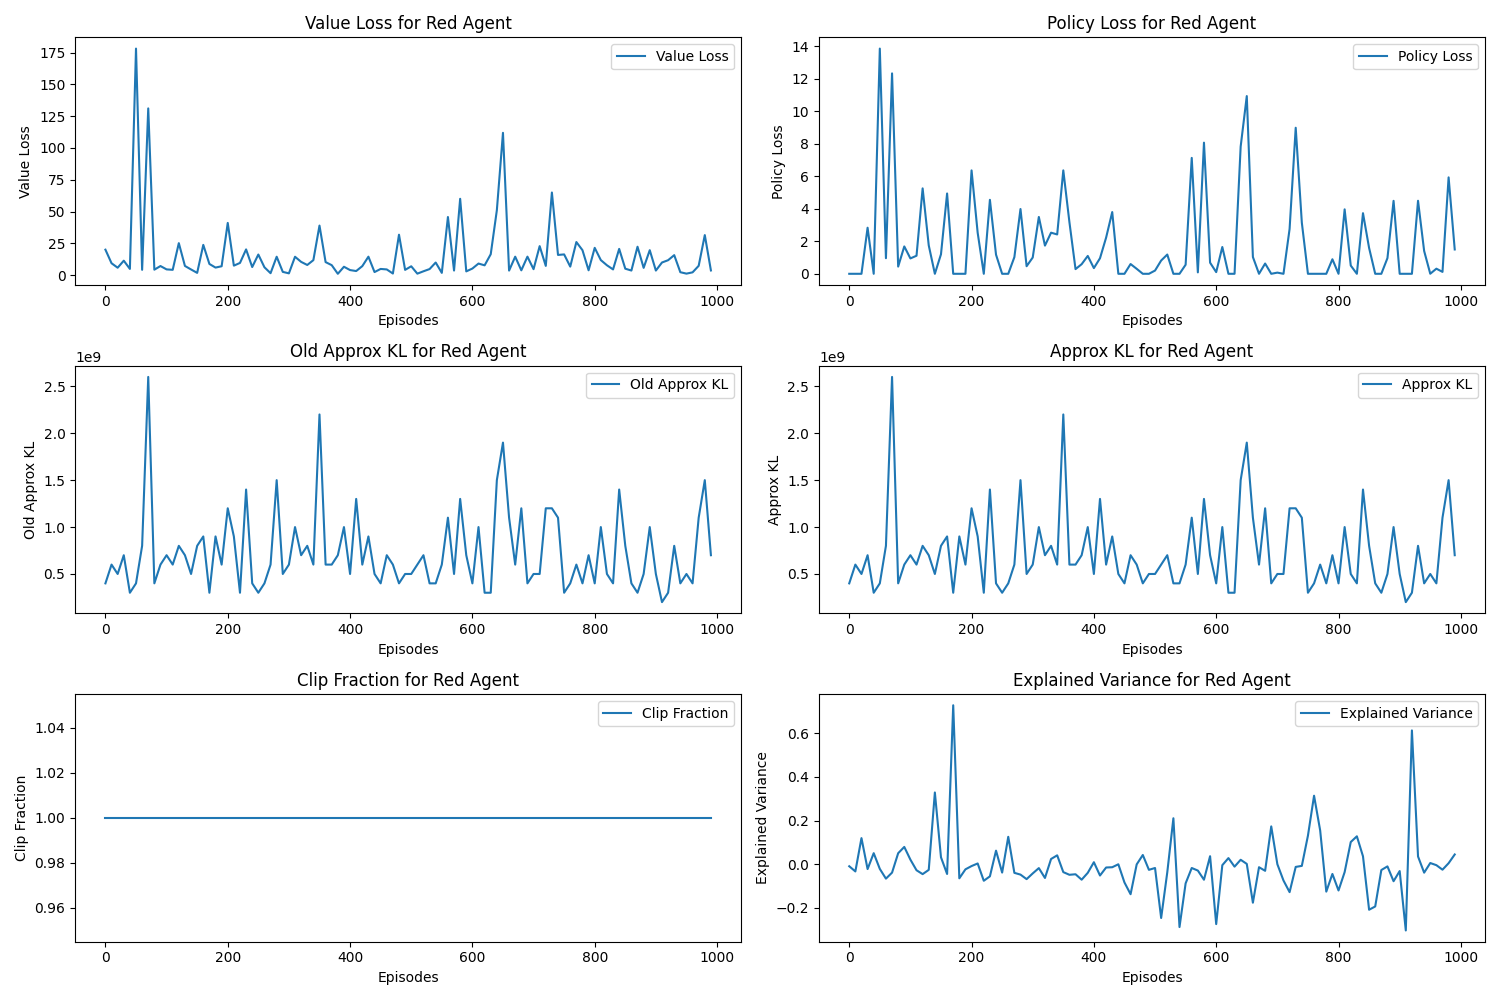 Value Loss for Red Agent
Value Loss
175
150
125
100
75
50
25
0
Value Loss
0 200 400 600 800 1000
Episodes
Policy Loss for Red Agent
Policy Loss
14
12
10
8
6
4
2
0
Policy Loss
0 200 400 600 800 1000
Episodes
Old Approx KL for Red Agent
1e9
Old Approx KL
2.5
2.0
1.5
1.0
0.5
Old Approx KL
0 200 400 600 800 1000
Episodes
Approx KL for Red Agent
1e9
Approx KL
2.5
2.0
1.5
1.0
0.5
Approx KL
0 200 400 600 800 1000
Episodes
Clip Fraction for Red Agent
Clip Fraction
1.04
1.02
1.00
0.98
0.96
Clip Fraction
0 200 400 600 800 1000
Episodes
Explained Variance for Red Agent
Explained Variance
0.6
0.4
0.2
0.0
−0.2
Explained Variance
0 200 400 600 800 1000
Episodes